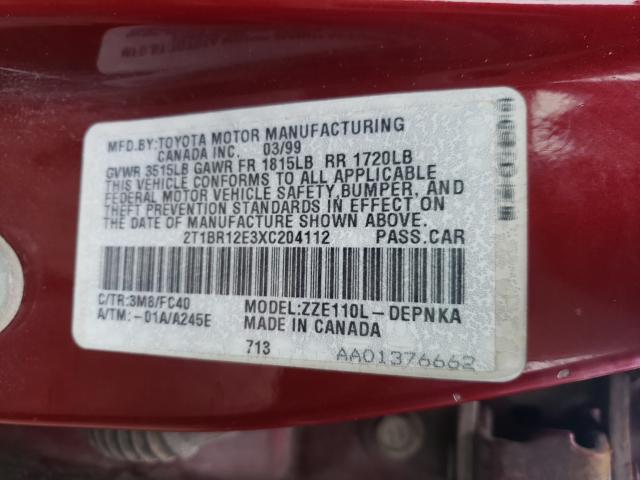 MFD.BY:TOYOTA MOTOR MANUFACTURING
CANADA INC. 03/99
GVWR 3515LB GAWR FR 1815LB RR 1720LB
THIS VEHICLE CONFORMS TO ALL APPLICABLE
FEDERAL MOTOR VEHICLE SAFETY,BUMPER, AND
THEFT PREVENTION STANDARDS IN EFFECT ON
THE DATE OF MANUFACTURE SHOWN ABOVE.
2T1BR12E3XC204112 PASS.CAR
C/TR:3M8/FC40 MODEL:ZZE110L-DEPNKA
A/TM:-01A/A245E MADE IN CANADA
713 AA01376662